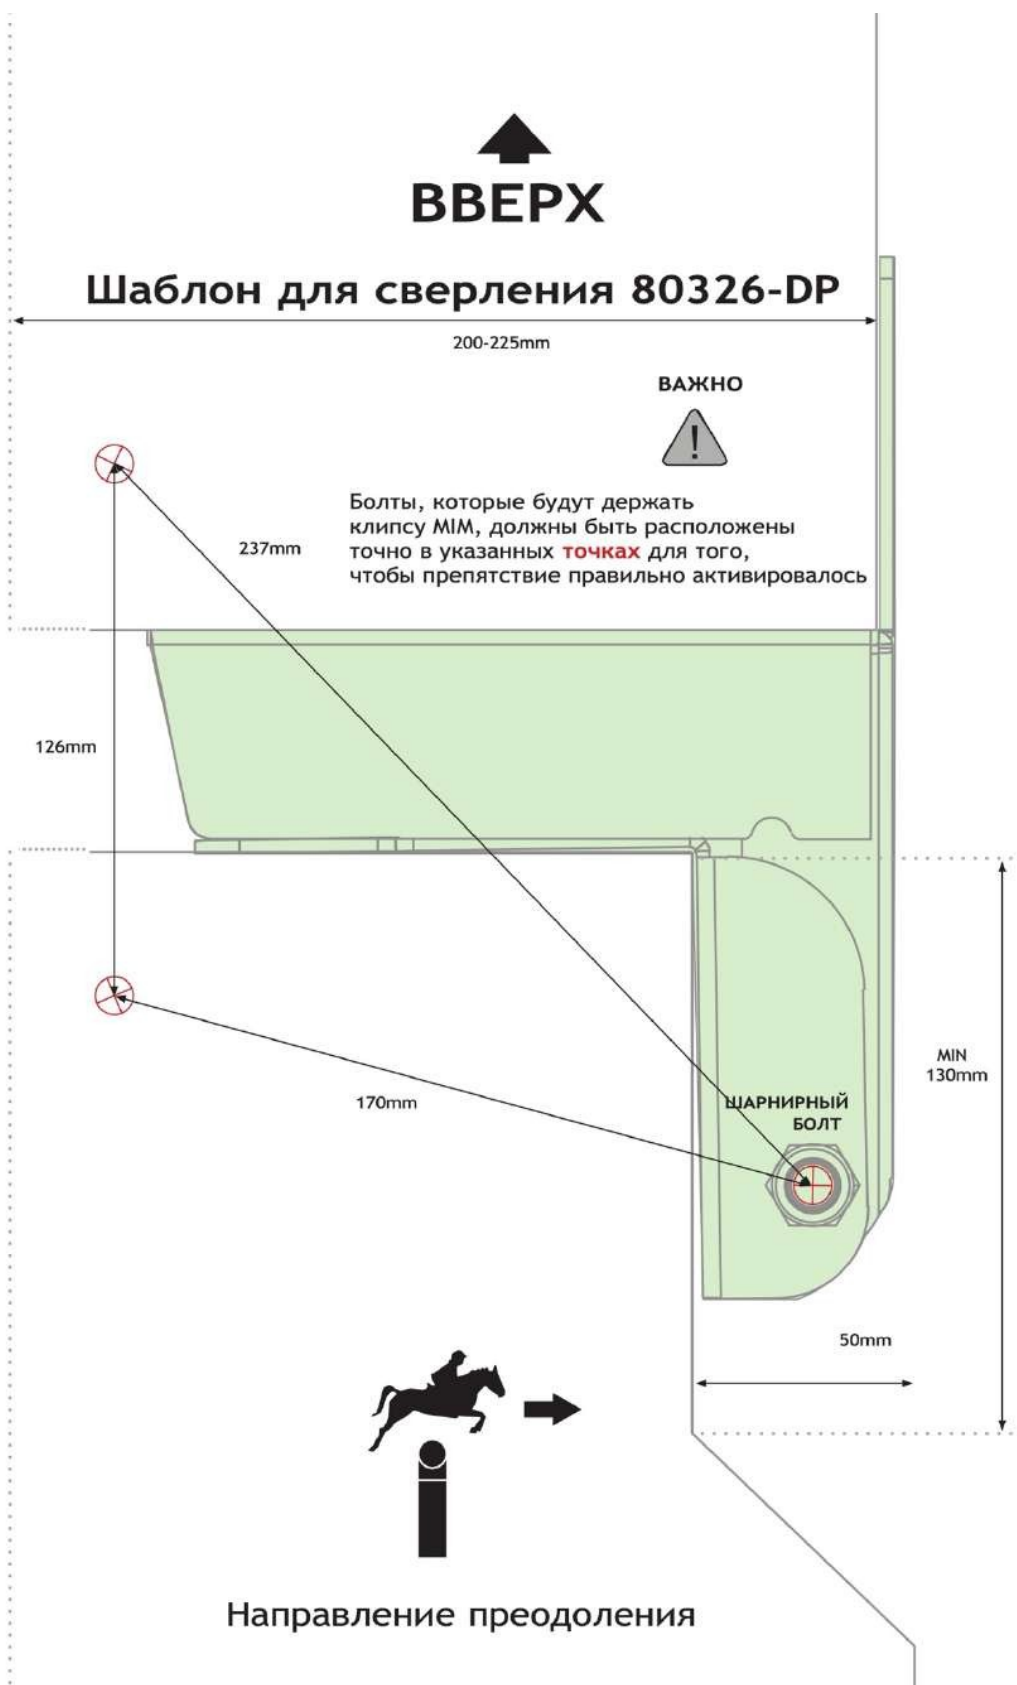 ВВЕРХ
Шаблон для сверления 80326-DP
200-225mm
ВАЖНО
!
Болты, которые будут держать
клипсу MIM, должны быть расположены
точно в указанных точках для того,
чтобы препятствие правильно активировалось
237mm
126mm
MIN
130mm
170mm
ШАРНИРНЫЙ
БОЛТ
50mm
Направление преодоления